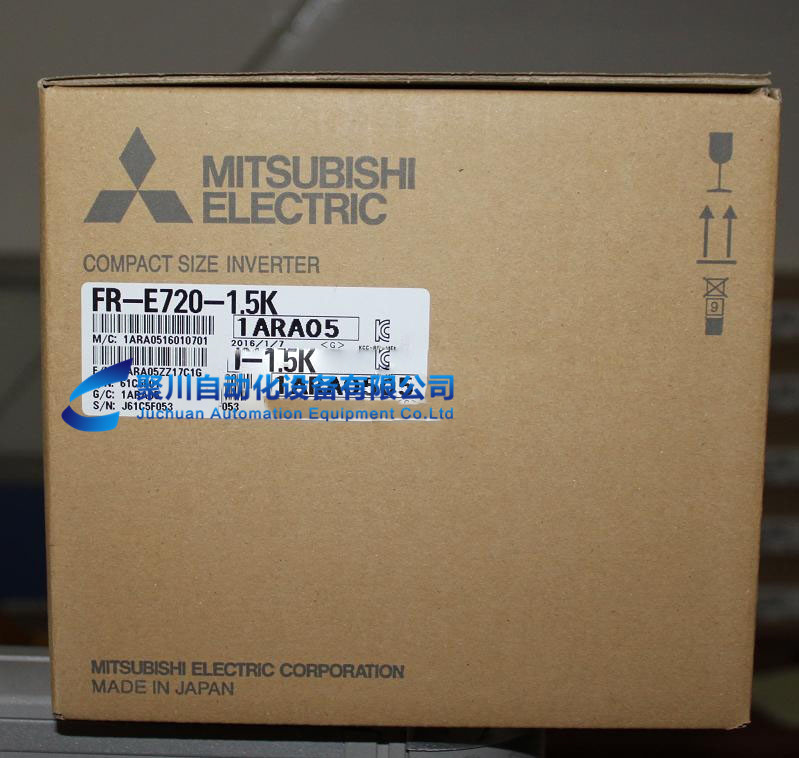 MITSUBISHI
ELECTRIC
COMPACT SIZE INVERTER
FR-E720-1.5K
1ARA05
M/C: 1ARA0516010701
2016/1/7 <G>
-1.5K
ARA05ZZ17C1G
聚川自动化设备有限公司
Juchuan Automation Equipment Co.Ltd
G/C:
S/N: J61C5F053
053
9
MITSUBISHI ELECTRIC CORPORATION
MADE IN JAPAN